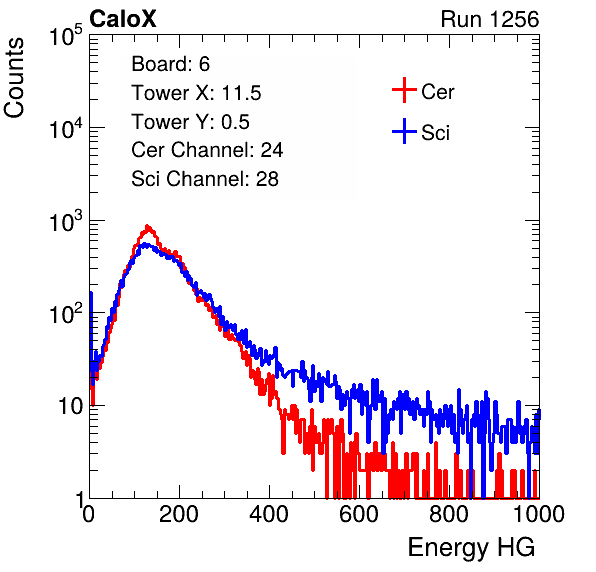 CaloX Run 1256
Counts
10^5
10^4
10^3
10^2
10
1
Board: 6
Tower X: 11.5
Tower Y: 0.5
Cer Channel: 24
Sci Channel: 28
Cer
Sci
0 200 400 600 800 1000
Energy HG